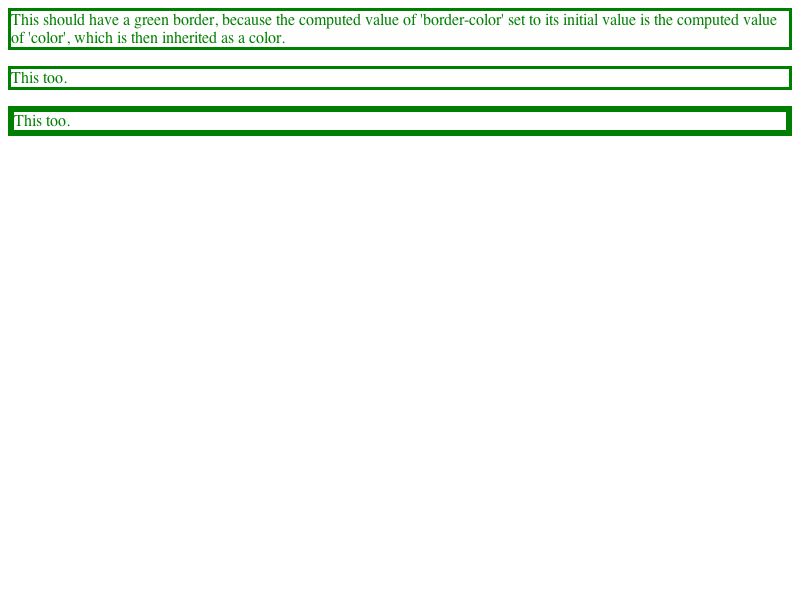 This should have a green border, because the computed value of 'border-color' set to its initial value is the computed value
of 'color', which is then inherited as a color.
This too.
This too.